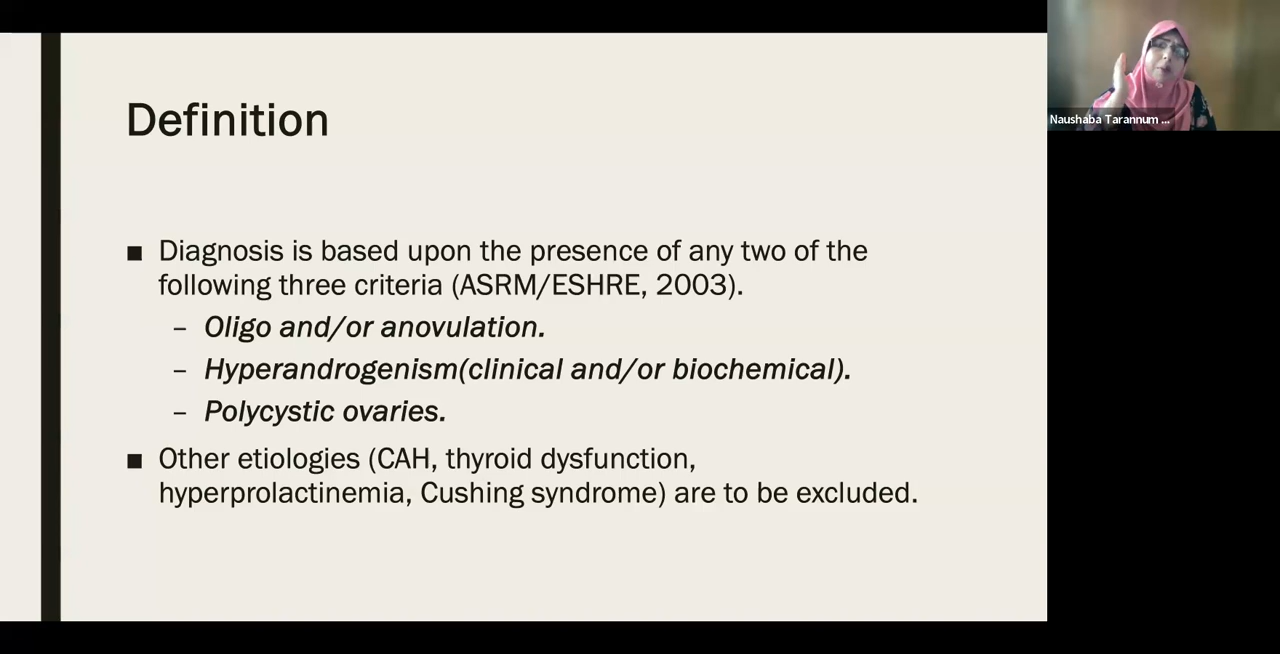 Definition
■ Diagnosis is based upon the presence of any two of the
following three criteria (ASRM/ESHRE, 2003).
– Oligo and/or anovulation.
– Hyperandrogenism(clinical and/or biochemical).
– Polycystic ovaries.
■ Other etiologies (CAH, thyroid dysfunction,
hyperprolactinemia, Cushing syndrome) are to be excluded.
Naushaba Tarannum ...